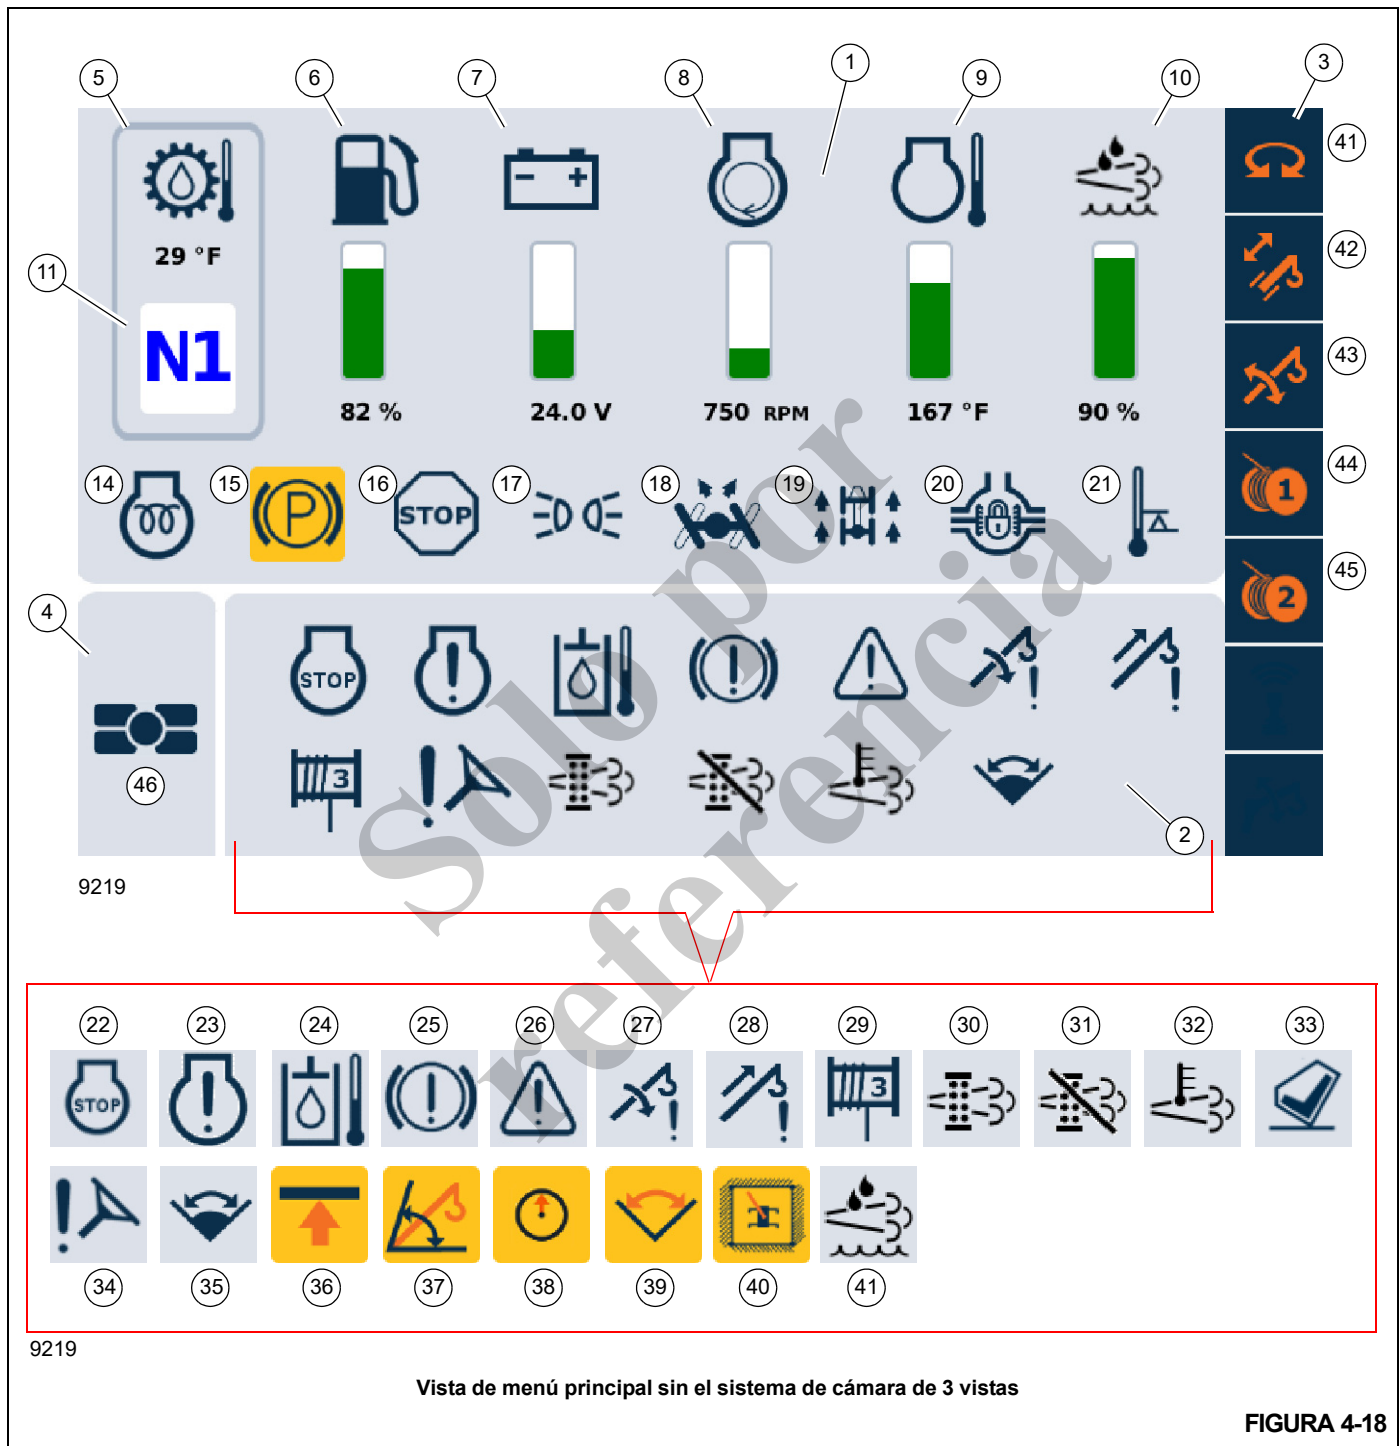 5 6 7 8 1 9 10 3
41
42
29 °F
11
N1
43
82 % 24.0 V 750 RPM 167 °F 90 %
1 44
14 15 P 16 STOP 17 18 19 20 21
2 45
4
STOP
46
3
2
9219
Solo por
referencia
22 23 24 25 26 27 28 29 30 31 32 33
STOP 3
34 35 36 37 38 39 40 41
9219
Vista de menú principal sin el sistema de cámara de 3 vistas
FIGURA 4-18